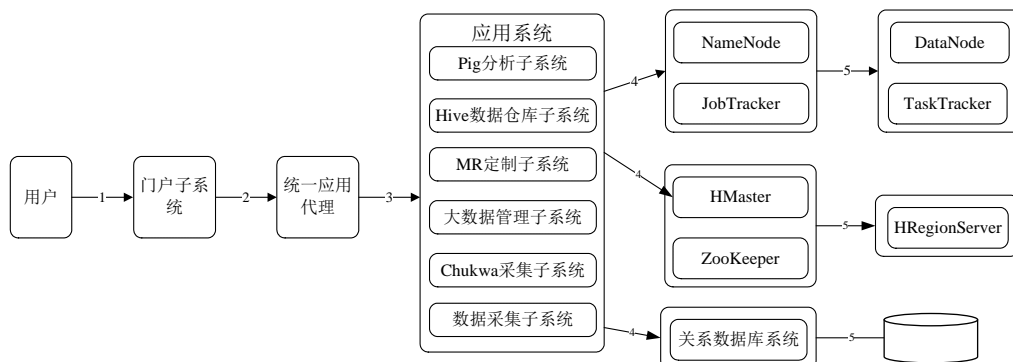 用户
1
门户子系
统
2
统一应用
代理
3
应用系统
Pig分析子系统
Hive数据仓库子系统
MR定制子系统
大数据管理子系统
Chukwa采集子系统
数据采集子系统
4
NameNode
JobTracker
5
DataNode
TaskTracker
4
HMaster
ZooKeeper
5
HRegionServer
4
关系数据库系统
5